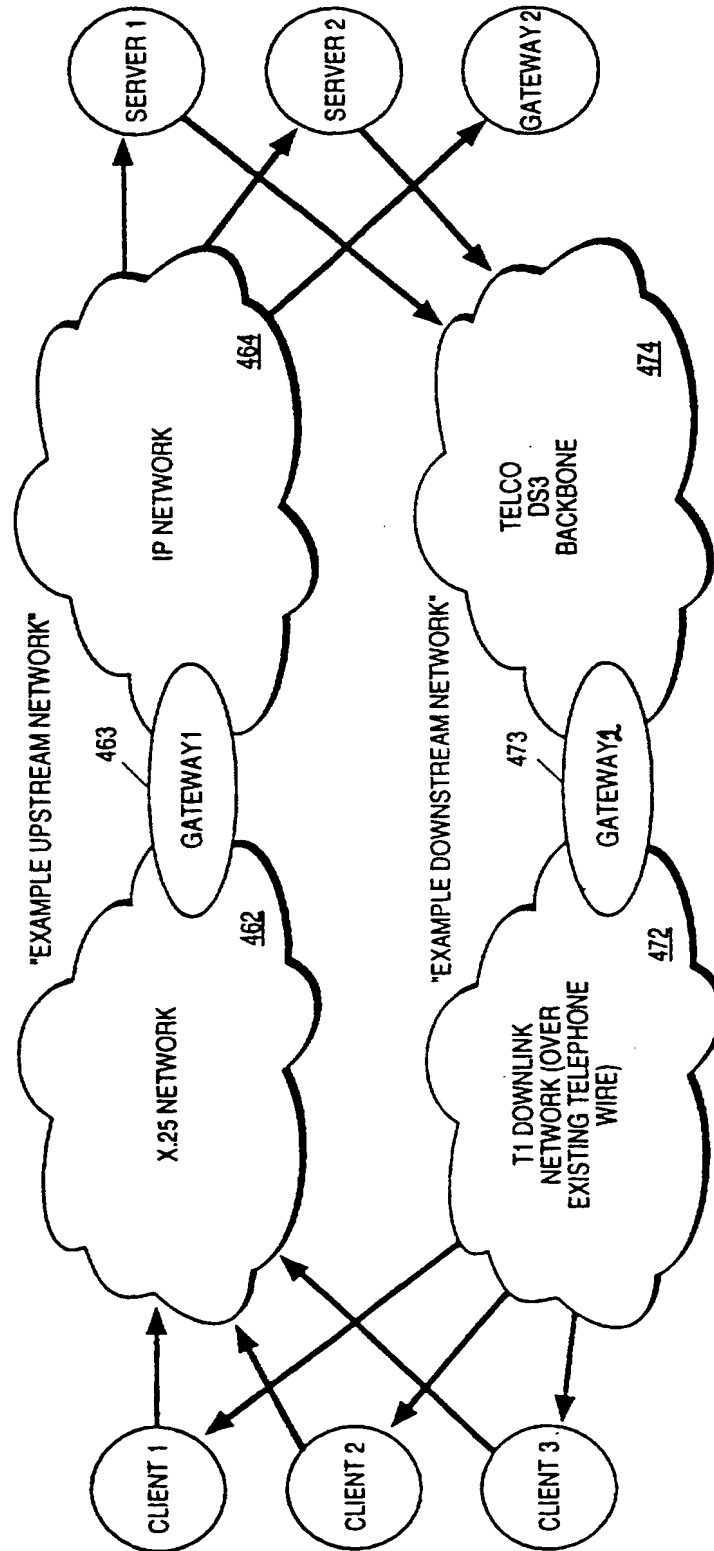 "EXAMPLE UPSTREAM NETWORK"
CLIENT 1
CLIENT 2
CLIENT 3
X.25 NETWORK
462
463
GATEWAY1
IP NETWORK
464
SERVER 1
SERVER 2
GATEWAY 2
"EXAMPLE DOWNSTREAM NETWORK"
T1 DOWNLINK
NETWORK (OVER
EXISTING TELEPHONE
WIRE)
472
473
GATEWAY2
TELCO
DS3
BACKBONE
474